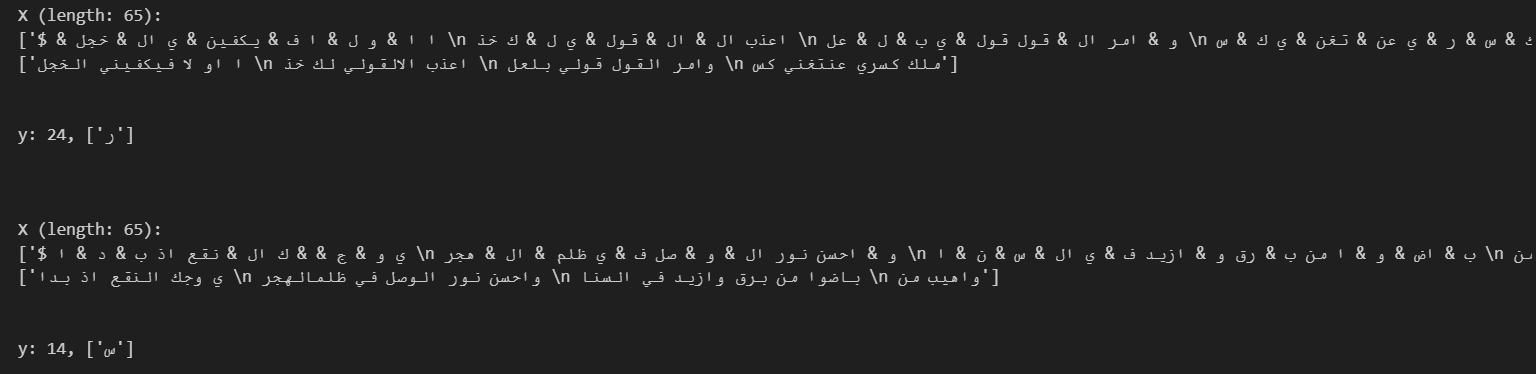 X (length: 65):
['$ & خجل & ي ال & يكفين & ا ف & و ل & ا ا \n اعذب ال & ال & قول & ي ل & ك خذ \n و & امر ال & قول قول & ي ب & ل & عل \n ك & س & ر & ي عن & تغن & ي ك & س
['ا او لا فيكفيني الخجل \n اعذب الالقولي لك خذ \n وامر القول قولي بلعل \n ملك كسري عنتغني كس']
y: 24, ['ر']
X (length: 65):
['$ ي و & ج & & ك ال & نقع اذ ب & د & ا \n و & احسن نور ال & و & صل ف & ي ظلم & ال & هجر \n ب & اض & و & ا من ب & رق و & ازيد ف & ي ال & س & ن & ا \n من
['ي وجك النقع اذ بدا \n واحسن نور الوصل في ظلمالهجر \n باضوا من برق وازيد في السنا \n واهيب من']
y: 14, ['س']